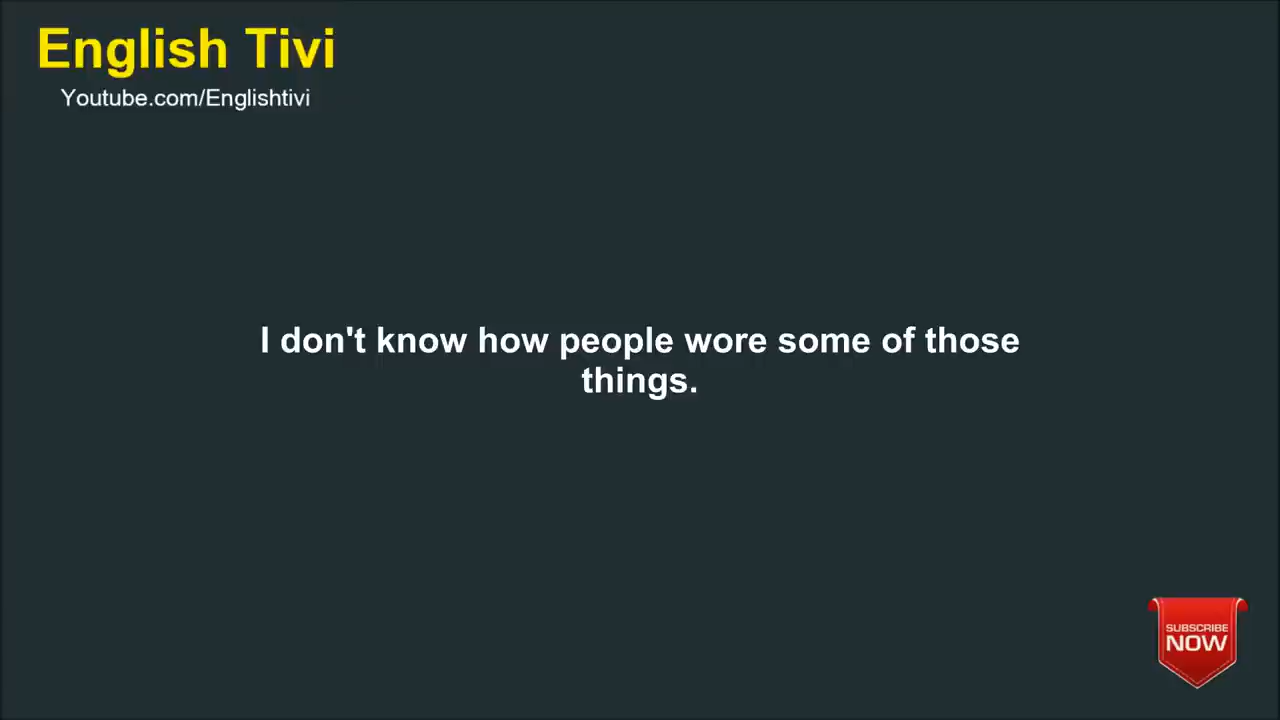 English Tivi
Youtube.com/Englishtivi
I don't know how people wore some of those
things.
SUBSCRIBE
NOW